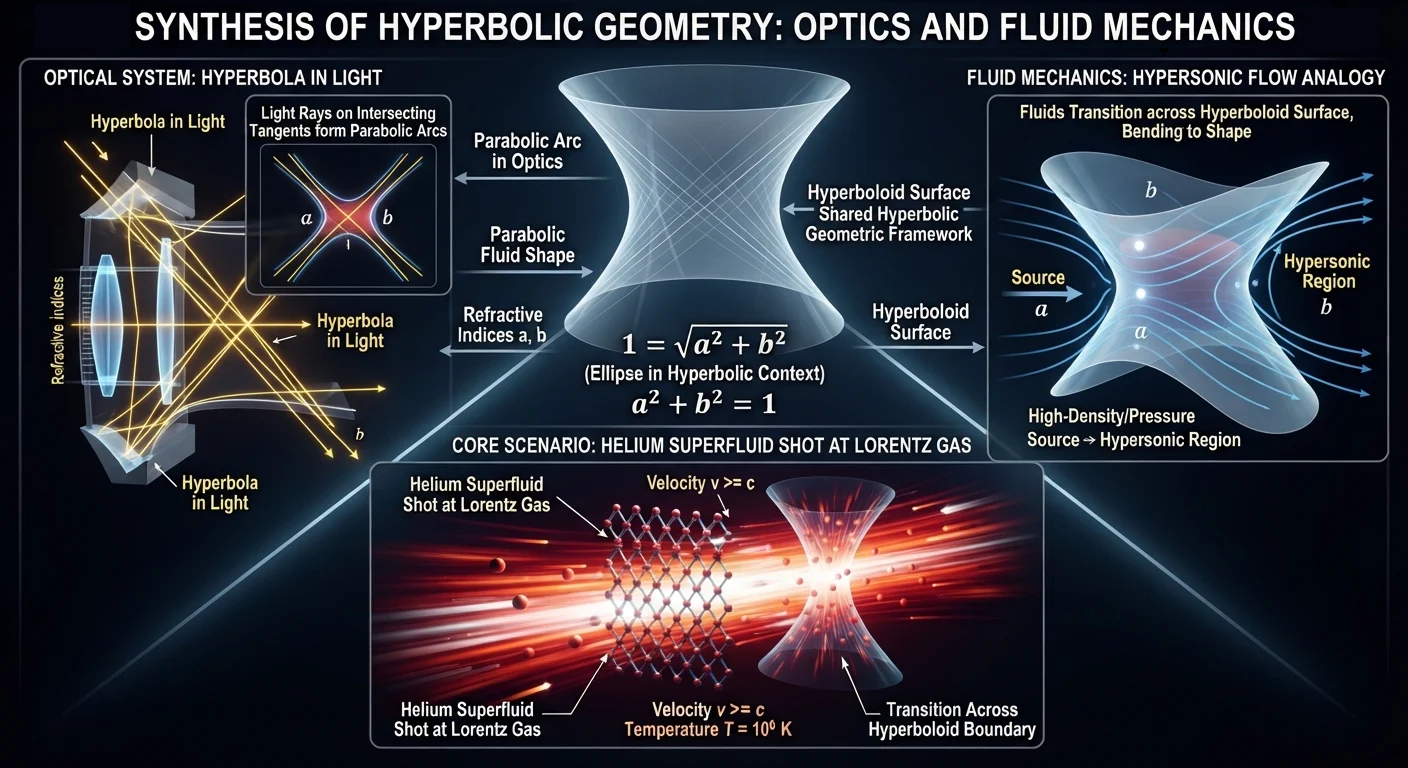 SYNTHESIS OF HYPERBOLIC GEOMETRY: OPTICS AND FLUID MECHANICS
OPTICAL SYSTEM: HYPERBOLA IN LIGHT
Hyperbola in Light
Light Rays on Intersecting
Tangents form Parabolic Arcs
a
b
Refractive indices
Hyperbola
in Light
b
Hyperbola
in Light
Parabolic Arc
in Optics
Parabolic
Fluid Shape
Refractive
Indices a, b
Hyperboloid Surface
Shared Hyperbolic
Geometric Framework
Hyperboloid
Surface
1 = √a² + b²
(Ellipse in Hyperbolic Context)
a² + b² = 1
FLUID MECHANICS: HYPERSONIC FLOW ANALOGY
Fluids Transition across Hyperboloid Surface,
Bending to Shape
b
Source
a
a
Hypersonic
Region
b
High-Density/Pressure
Source → Hypersonic Region
CORE SCENARIO: HELIUM SUPERFLUID SHOT AT LORENTZ GAS
Helium Superfluid
Shot at Lorentz Gas
Velocity v >= c
Helium Superfluid
Shot at Lorentz Gas
Velocity v >= c
Temperature T = 10⁰ K
Transition Across
Hyperboloid Boundary